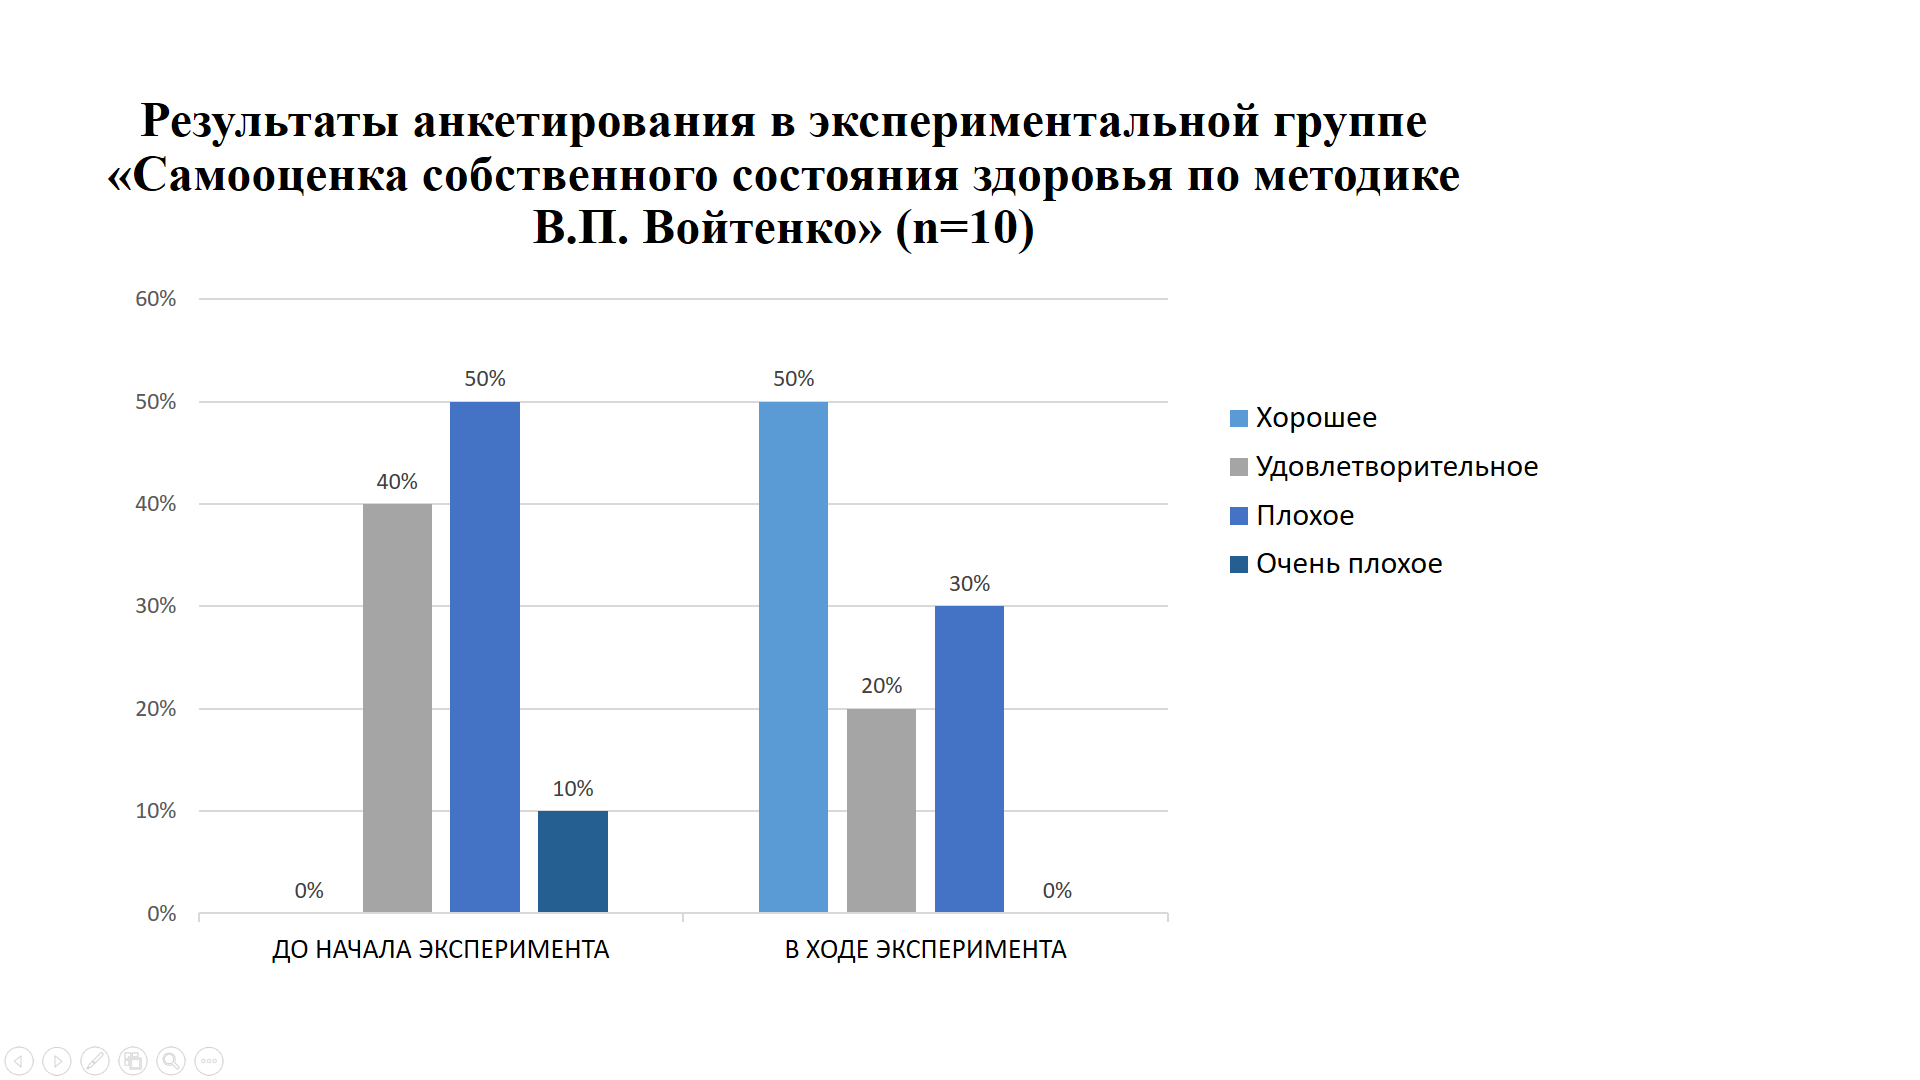 Результаты анкетирования в экспериментальной группе
«Самооценка собственного состояния здоровья по методике
В.П. Войтенко» (n=10)
60%
50%
40%
30%
20%
10%
0%
0%
40%
50%
10%
50%
20%
30%
0%
ДО НАЧАЛА ЭКСПЕРИМЕНТА
В ХОДЕ ЭКСПЕРИМЕНТА
Хорошее
Удовлетворительное
Плохое
Очень плохое